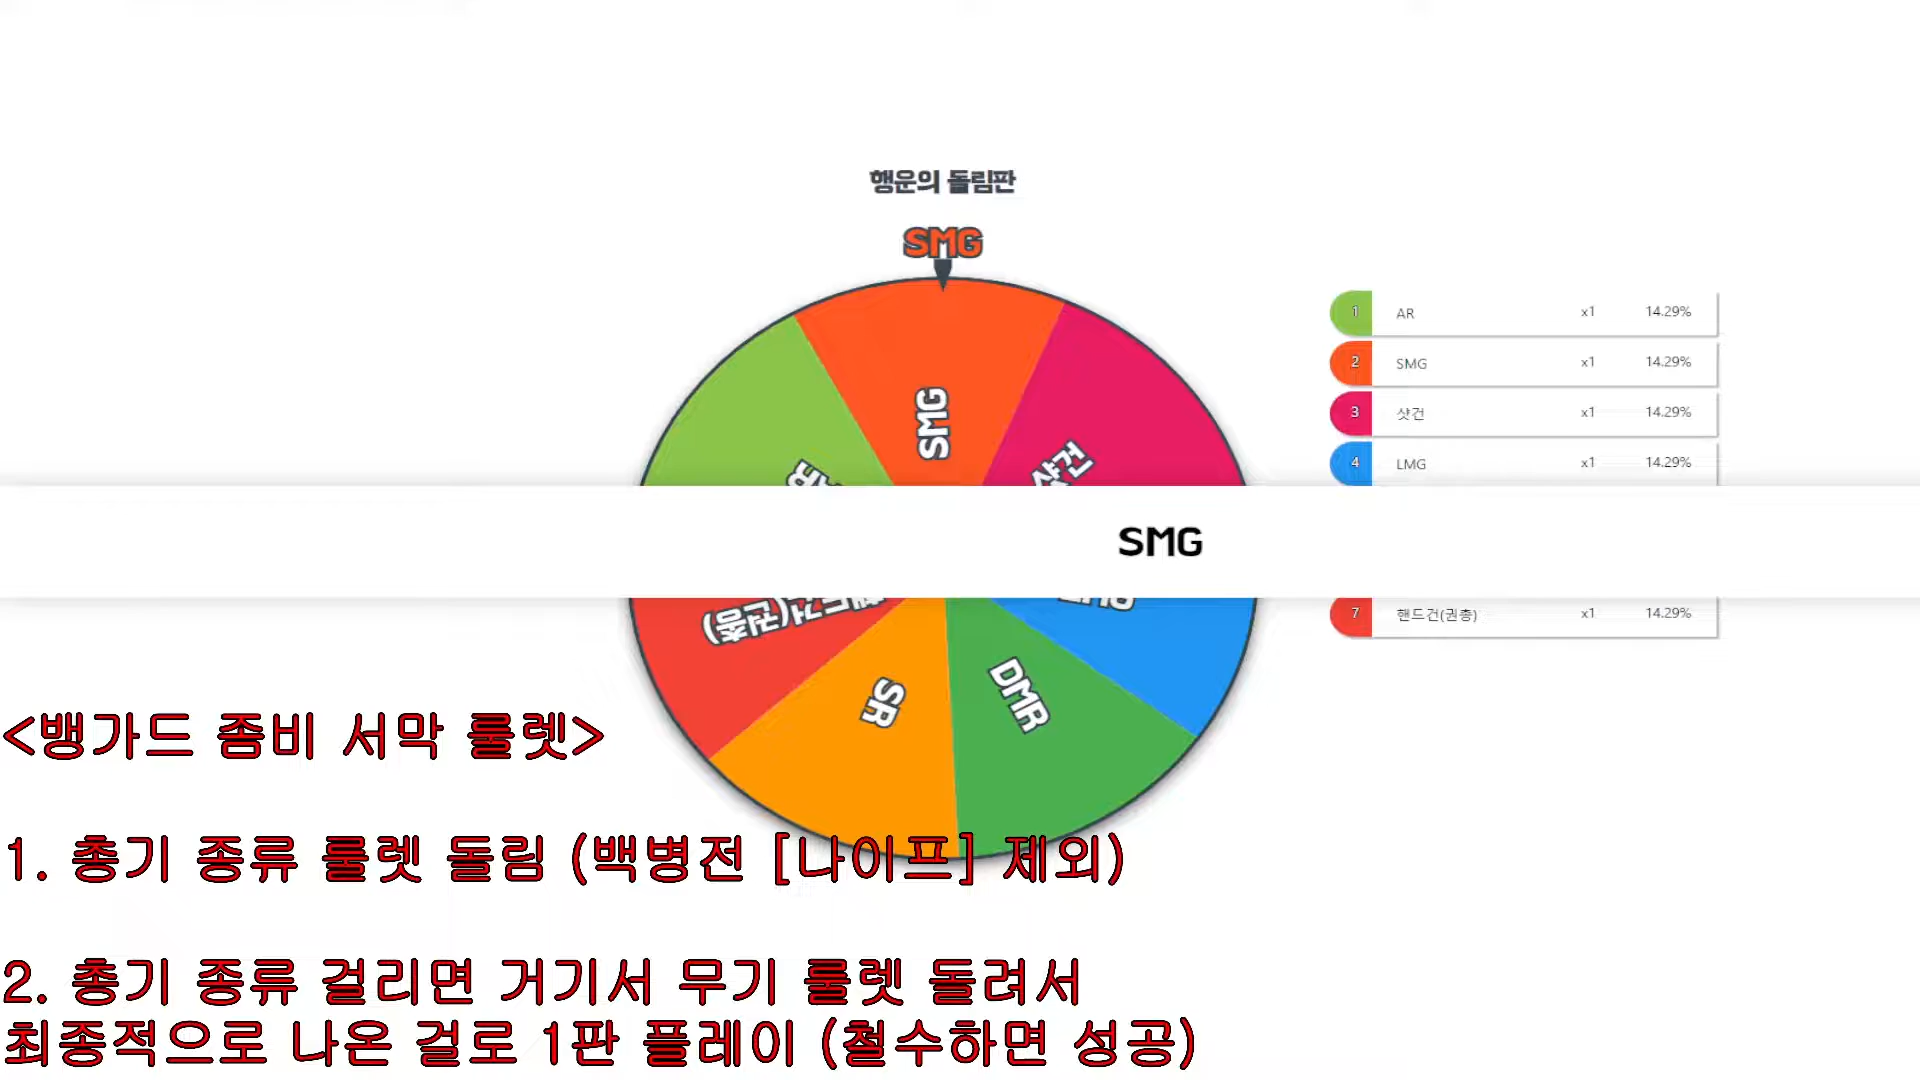 행운의 돌림판
SMG
SMG
샷건
1 AR x1 14.29%
2 SMG x1 14.29%
3 샷건 x1 14.29%
4 LMG x1 14.29%
SMG
핸드건(권총)
DMR
SR
7 핸드건(권총) x1 14.29%
<뱅가드 좀비 서막 룰렛>
1. 총기 종류 룰렛 돌림 (백병전 [나이프] 제외)
2. 총기 종류 걸리면 거기서 무기 룰렛 돌려서
최종적으로 나온 걸로 1판 플레이 (철수하면 성공)